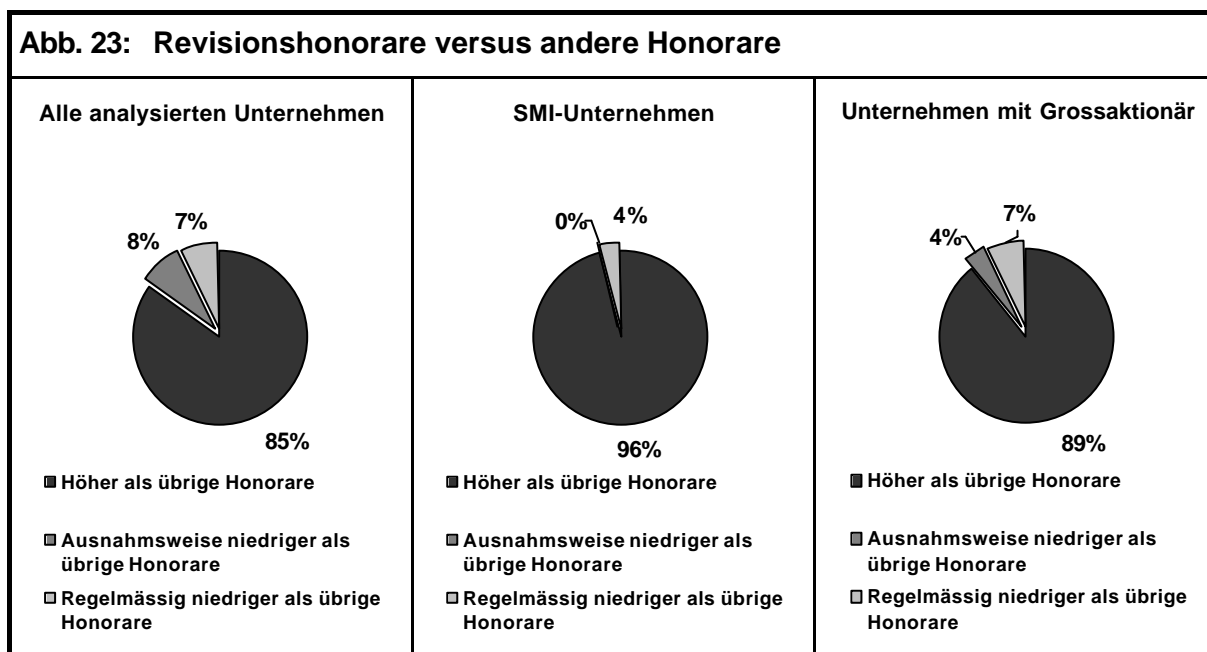 Abb. 23: Revisionshonorare versus andere Honorare
Alle analysierten Unternehmen
7%
8%
85%
Höher als übrige Honorare
Ausnahmsweise niedriger als
übrige Honorare
Regelmässig niedriger als übrige
Honorare
SMI-Unternehmen
0%
4%
96%
Höher als übrige Honorare
Ausnahmsweise niedriger als
übrige Honorare
Regelmässig niedriger als übrige
Honorare
Unternehmen mit Grossaktionär
7%
4%
89%
Höher als übrige Honorare
Ausnahmsweise niedriger als
übrige Honorare
Regelmässig niedriger als übrige
Honorare